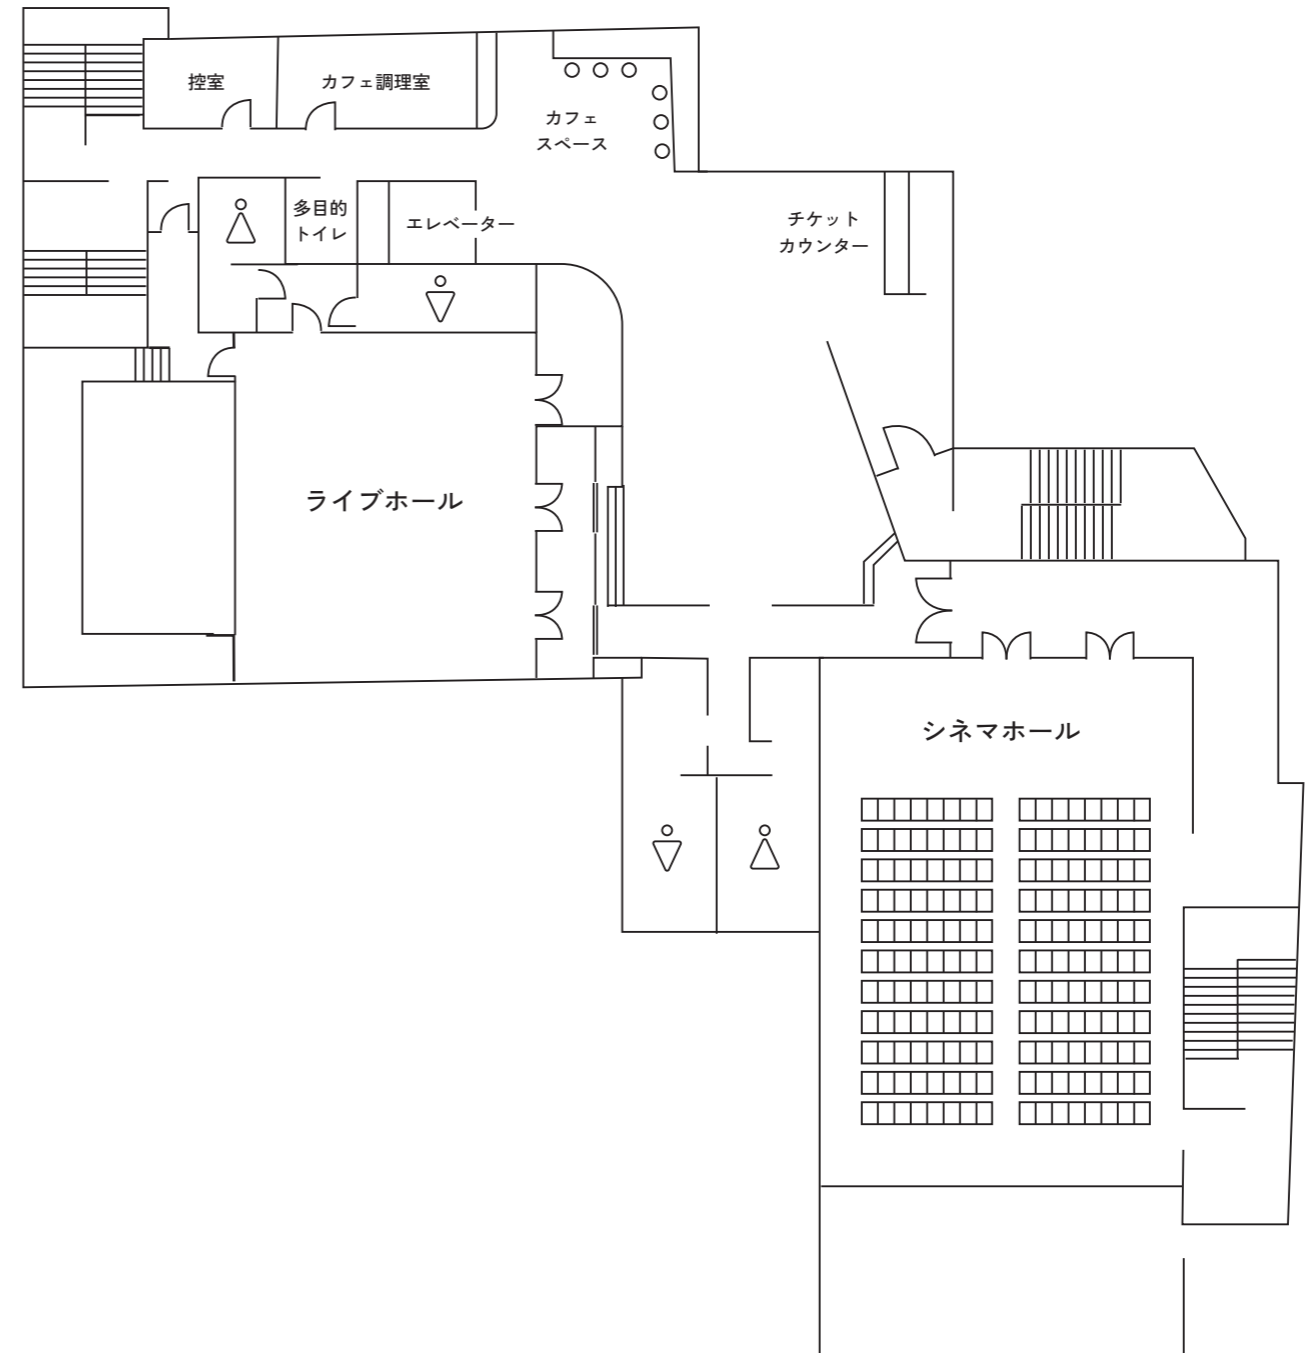 控室
カフェ調理室
カフェ
スペース
多目的
トイレ
エレベーター
チケット
カウンター
ライブホール
シネマホール